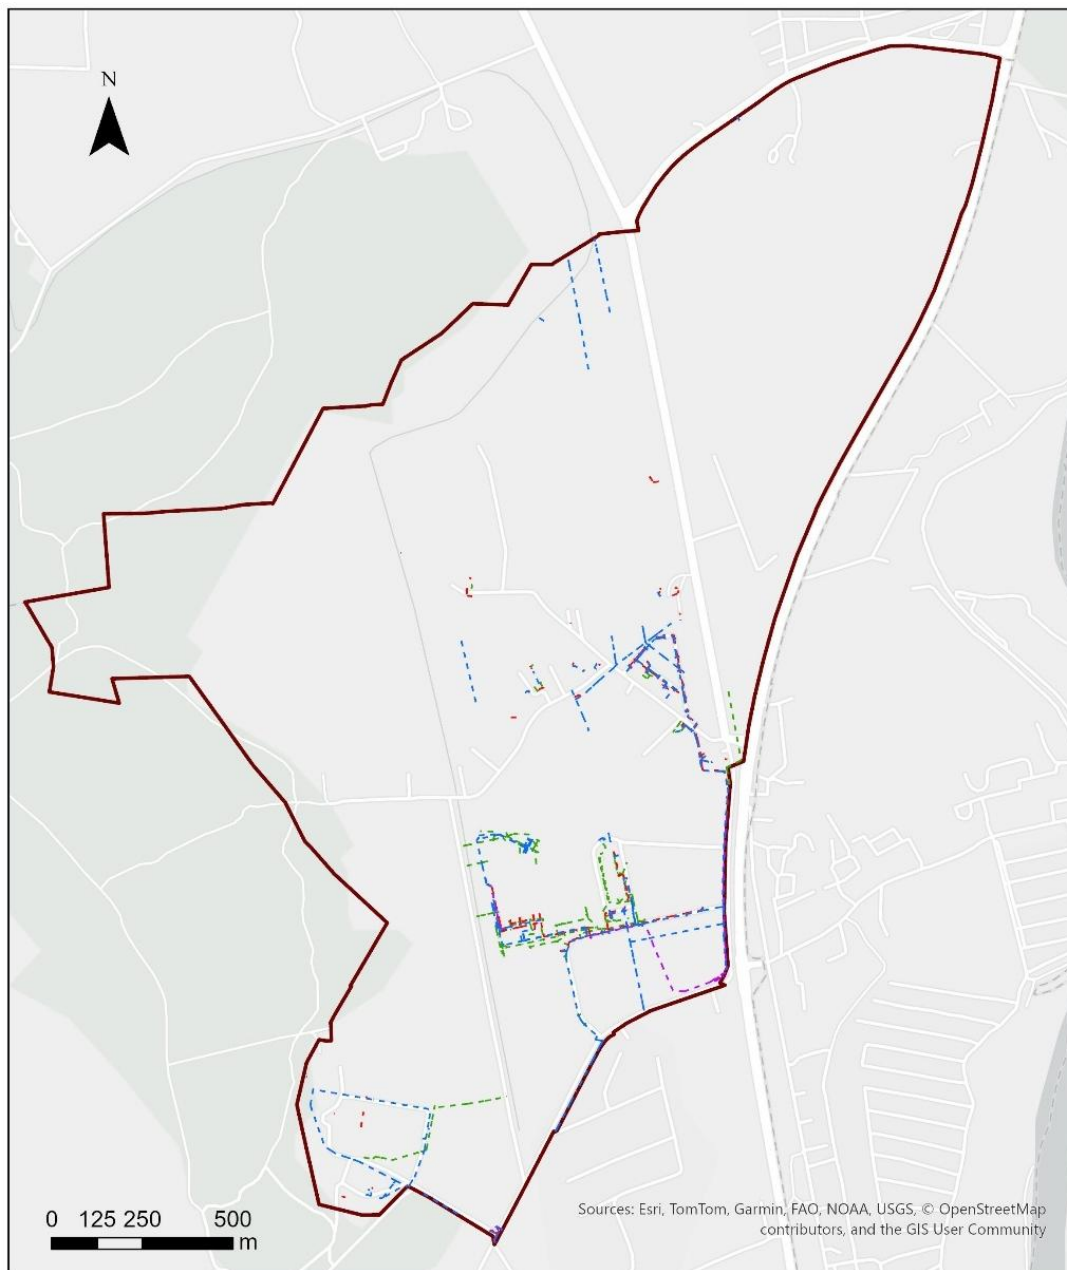 N
0 125 250 500
m
Sources: Esri, TomTom, Garmin, FAO, NOAA, USGS, © OpenStreetMap
contributors, and the GIS User Community